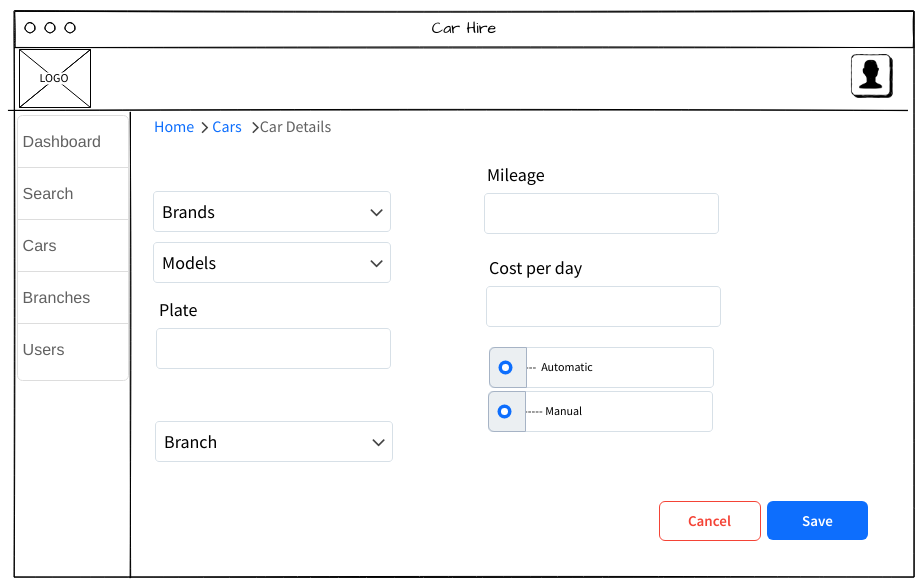 Car Hire
LOGO
Dashboard
Search
Cars
Branches
Users
Home > Cars > Car Details
Brands
Models
Plate
Branch
Mileage
Cost per day
--- Automatic
----- Manual
Cancel
Save